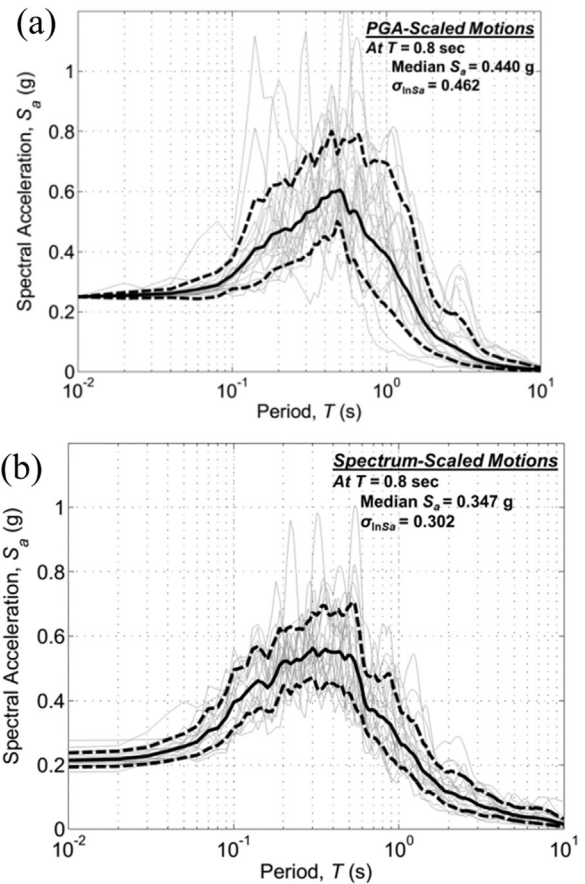 (a)
PGA-Scaled Motions
At T = 0.8 sec
Median Sa = 0.440 g
σlnSa = 0.462
Spectral Acceleration, Sa (g)
1
0.8
0.6
0.4
0.2
0
10-2
10-1
100
101
Period, T (s)
(b)
Spectrum-Scaled Motions
At T = 0.8 sec
Median Sa = 0.347 g
σlnSa = 0.302
Spectral Acceleration, Sa (g)
1
0.8
0.6
0.4
0.2
0
10-2
10-1
100
101
Period, T (s)